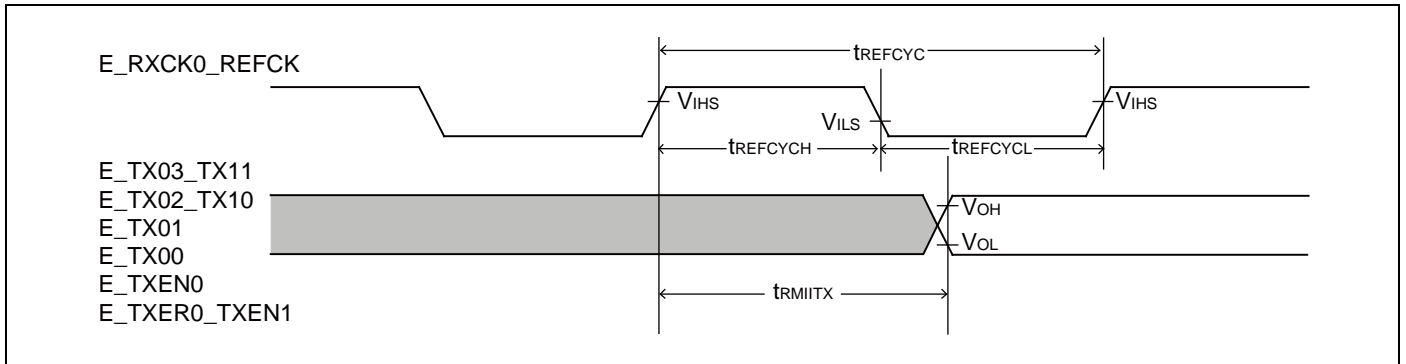 E_RXCK0_REFCK
tREFCYC
VIHS
VILS
VIHS
tREFCYCH
tREFCYCL
E_TX03_TX11
E_TX02_TX10
E_TX01
E_TX00
E_TXEN0
E_TXER0_TXEN1
VOH
VOL
tRMIITX